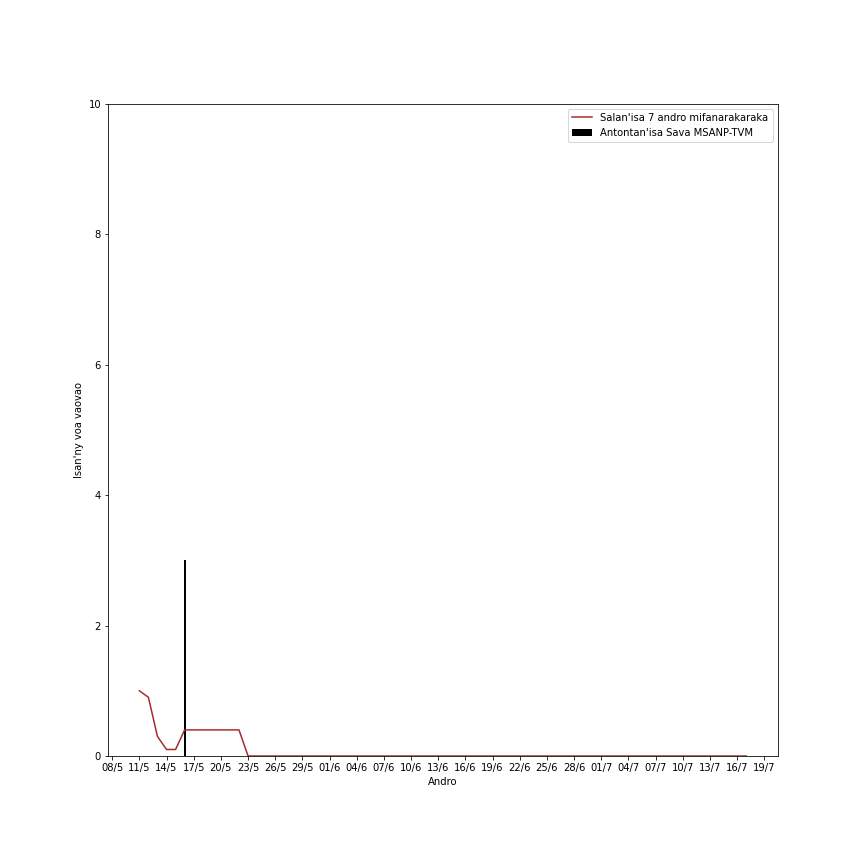 Salan'isa 7 andro mifanarakaraka
Antontan'isa Sava MSANP-TVM
10
8
6
4
2
0
Isan'ny voa vaovao
08/5 11/5 14/5 17/5 20/5 23/5 26/5 29/5 01/6 04/6 07/6 10/6 13/6 16/6 19/6 22/6 25/6 28/6 01/7 04/7 07/7 10/7 13/7 16/7 19/7
Andro